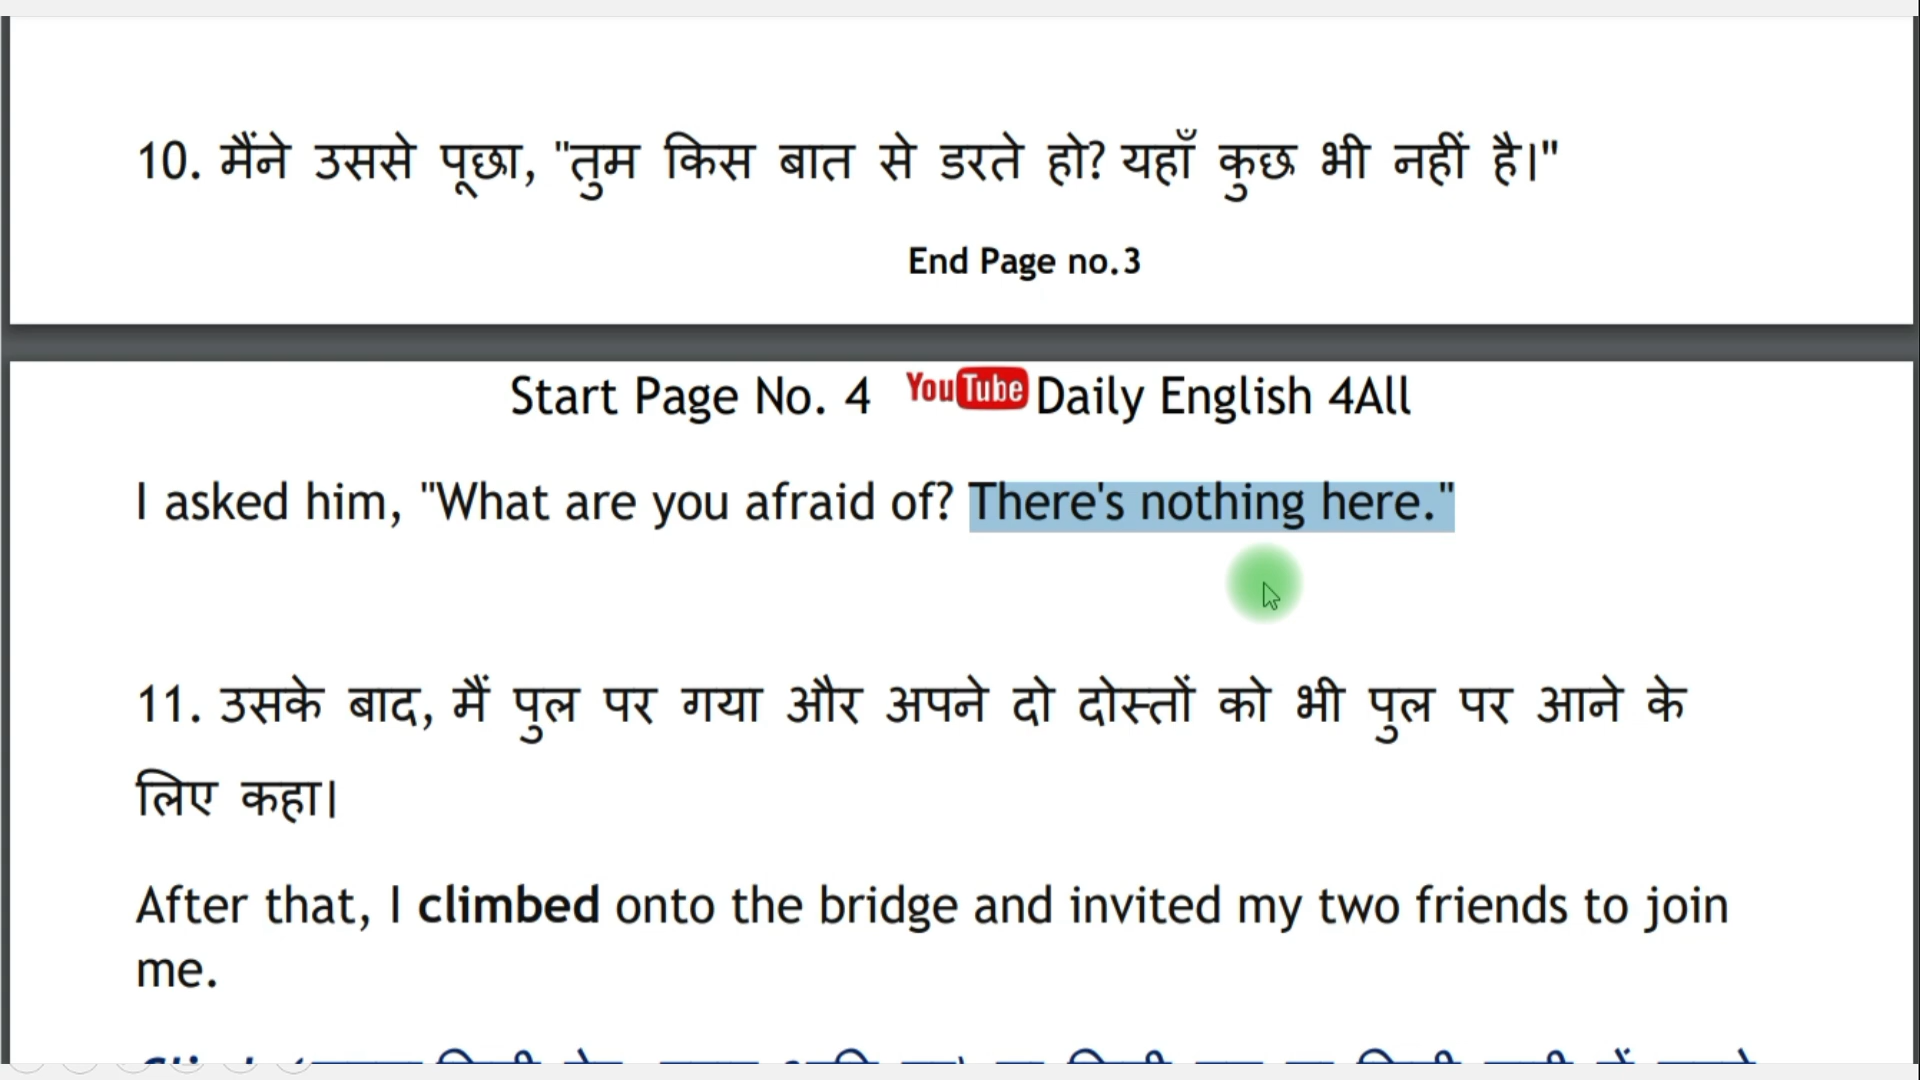 10. मैंने उससे पूछा, "तुम किस बात से डरते हो? यहाँ कुछ भी नहीं है।"
End Page no.3
Start Page No. 4 YouTube Daily English 4All
I asked him, "What are you afraid of? There's nothing here."
11. उसके बाद, मैं पुल पर गया और अपने दो दोस्तों को भी पुल पर आने के
लिए कहा।
After that, I climbed onto the bridge and invited my two friends to join
me.